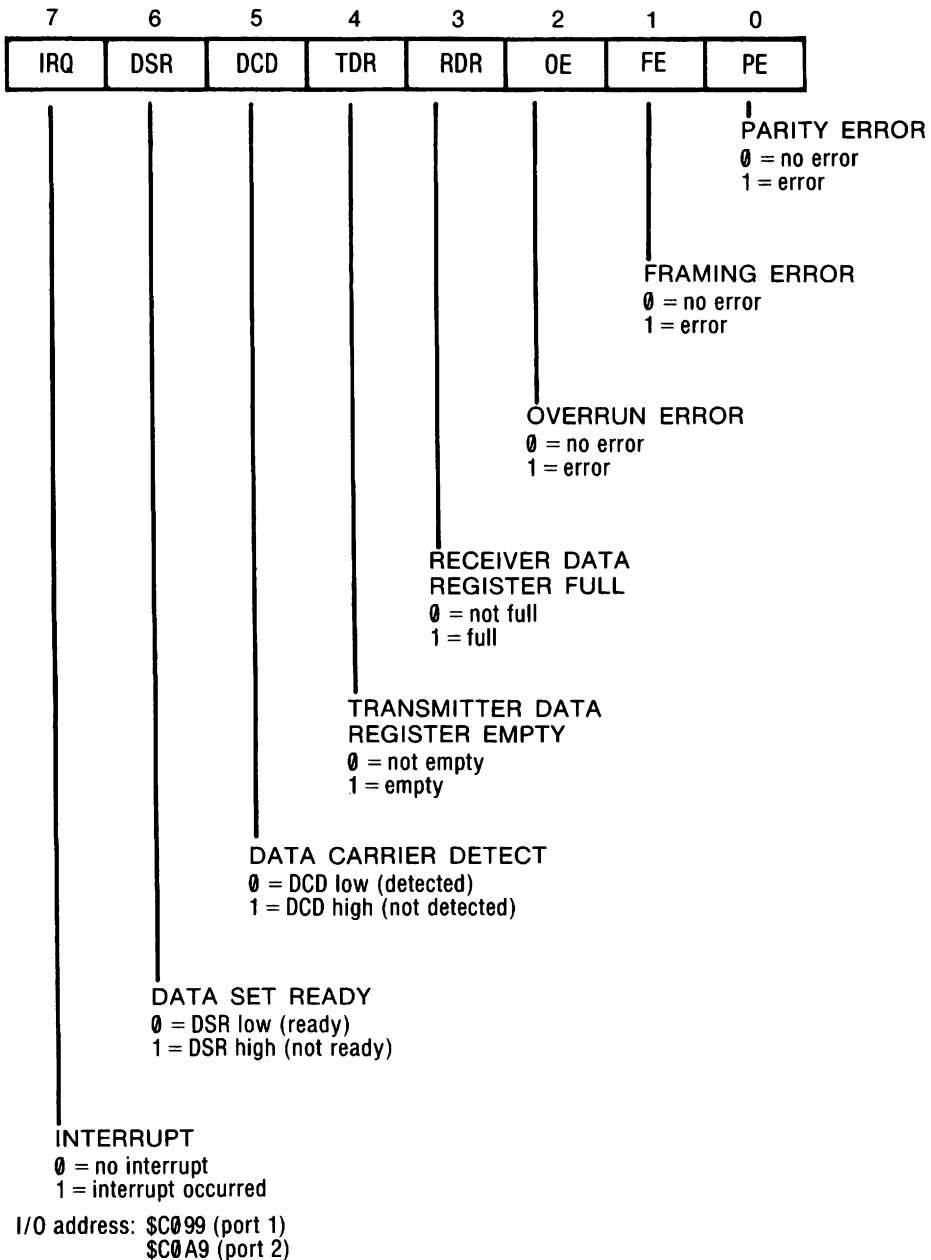 7 6 5 4 3 2 1 0
IRQ DSR DCD TDR RDR OE FE PE
PARITY ERROR
0 = no error
1 = error
FRAMING ERROR
0 = no error
1 = error
OVERRUN ERROR
0 = no error
1 = error
RECEIVER DATA
REGISTER FULL
0 = not full
1 = full
TRANSMITTER DATA
REGISTER EMPTY
0 = not empty
1 = empty
DATA CARRIER DETECT
0 = DCD low (detected)
1 = DCD high (not detected)
DATA SET READY
0 = DSR low (ready)
1 = DSR high (not ready)
INTERRUPT
0 = no interrupt
1 = interrupt occurred
I/O address: $C099 (port 1)
$C0A9 (port 2)